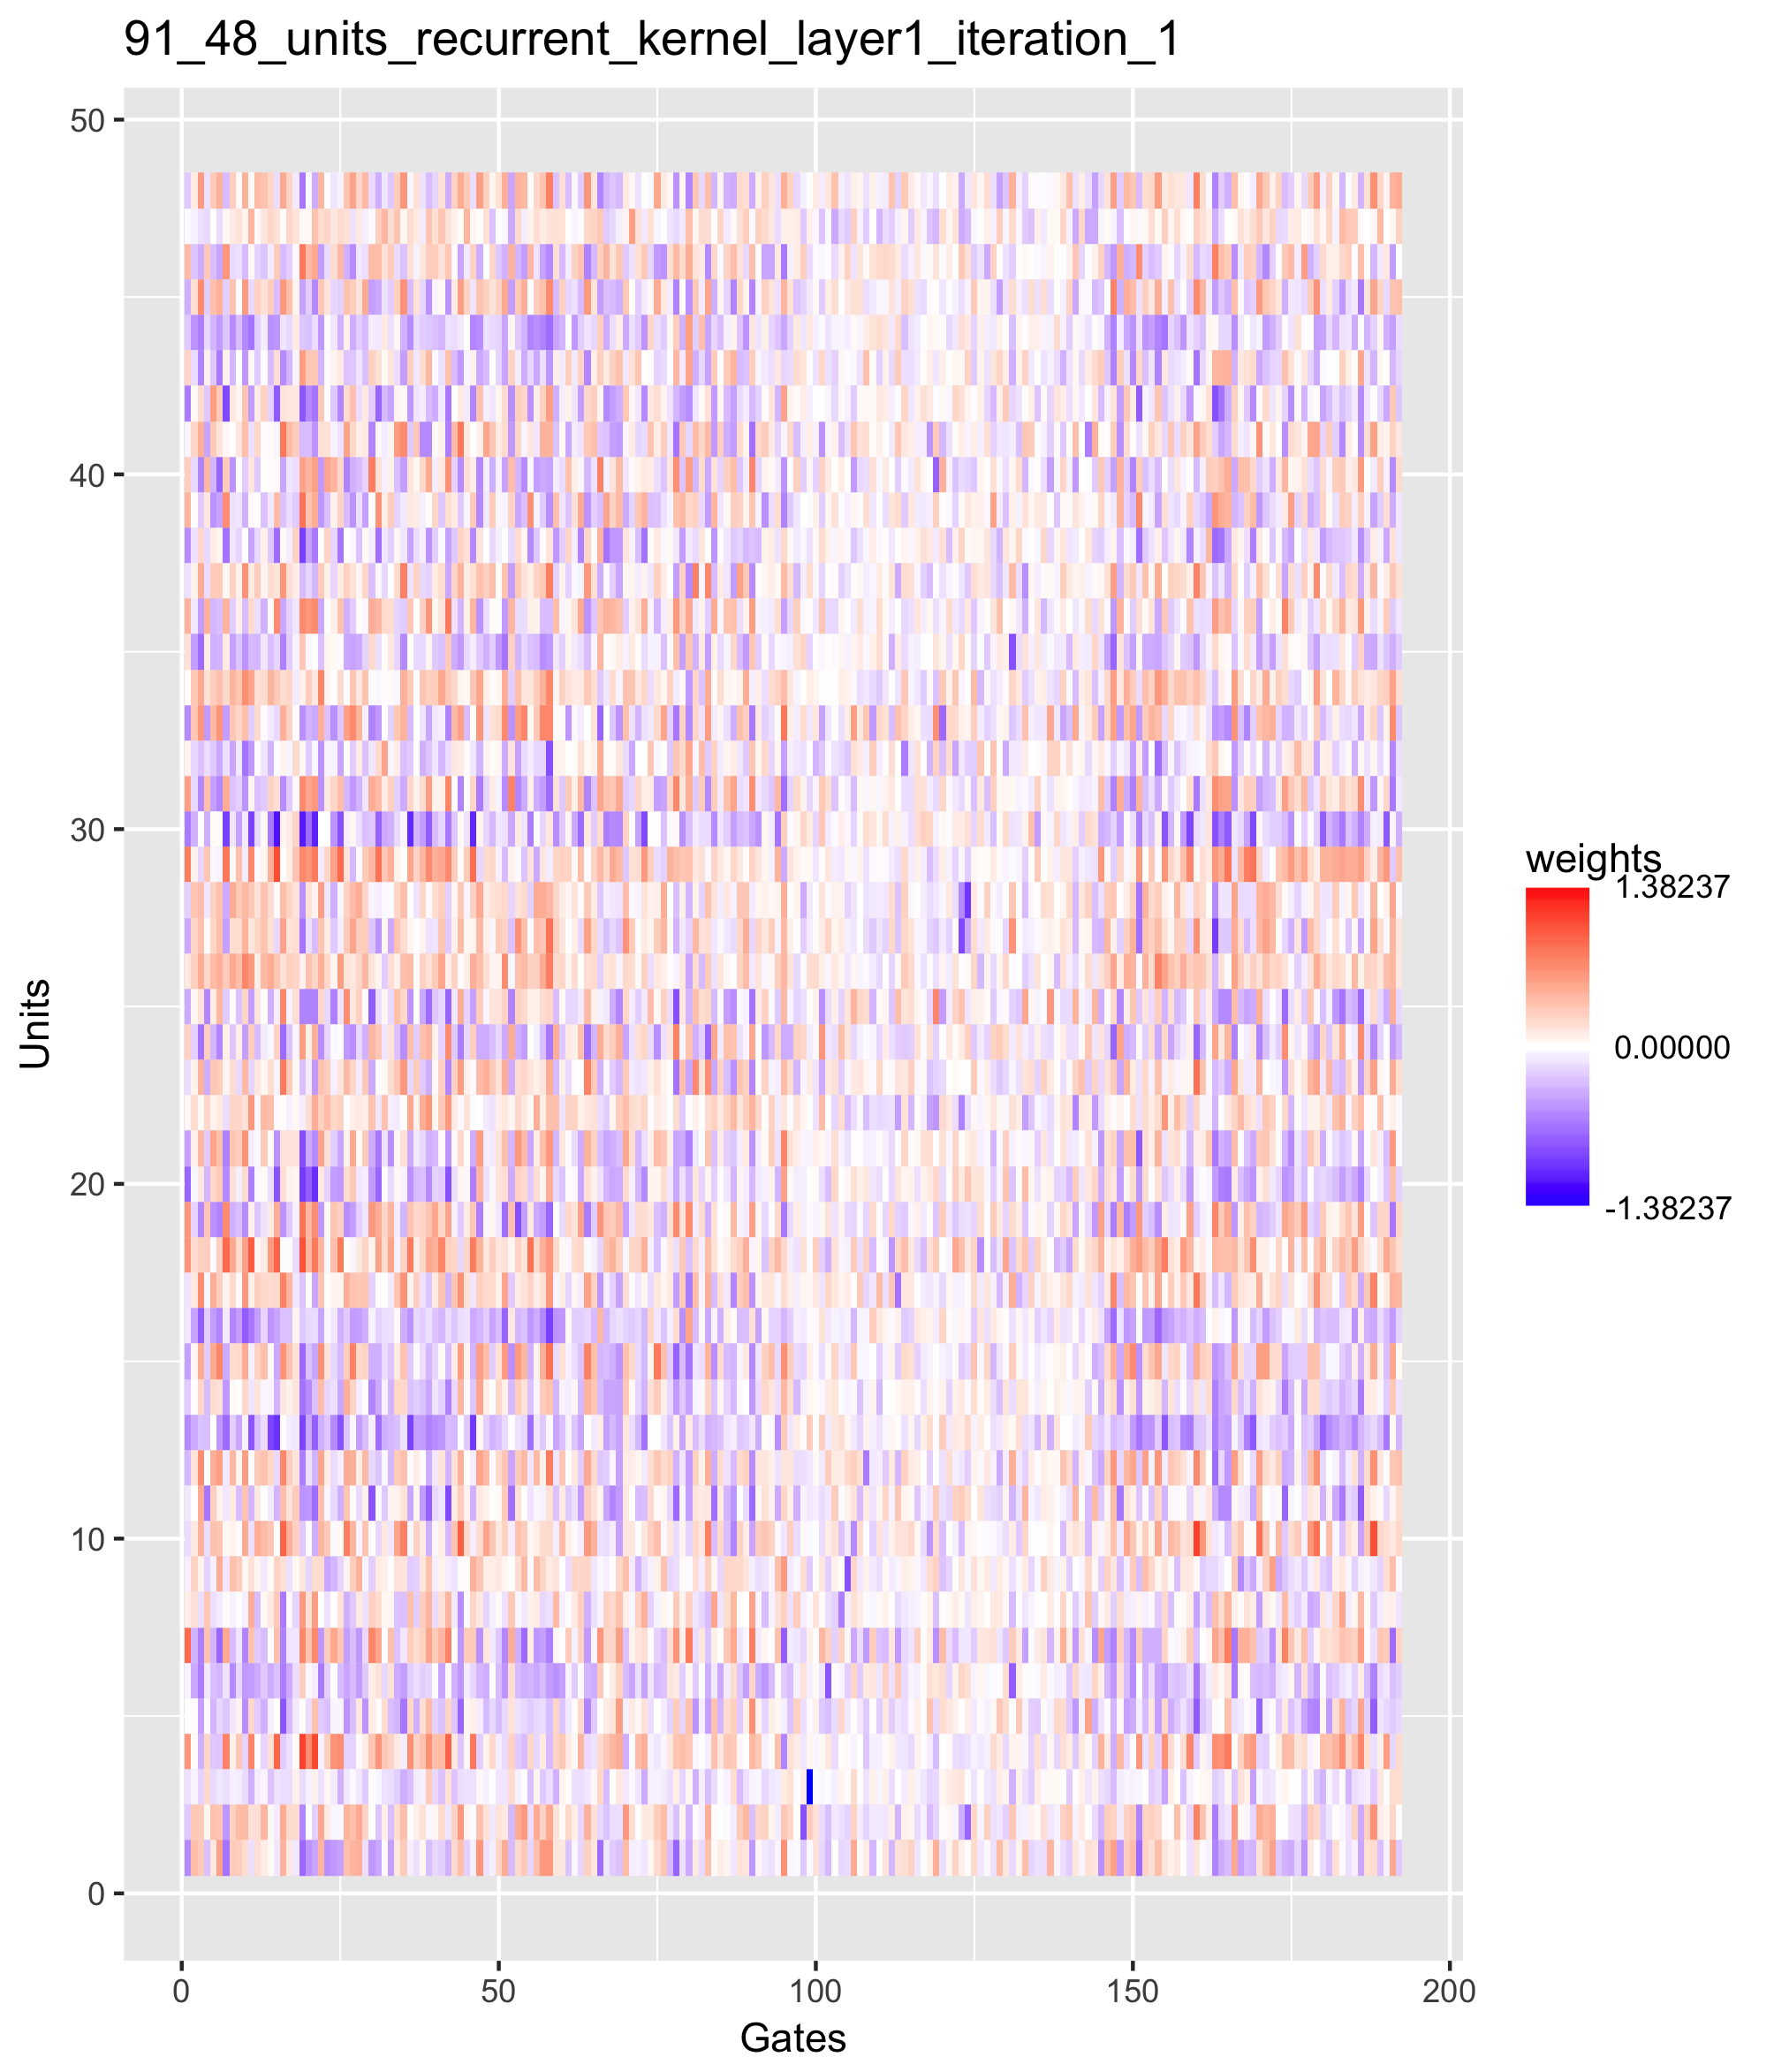 91_48_units_recurrent_kernel_layer1_iteration_1
50
40
30
20
10
0
Units
0 50 100 150 200
Gates
weights
1.38237
0.00000
-1.38237